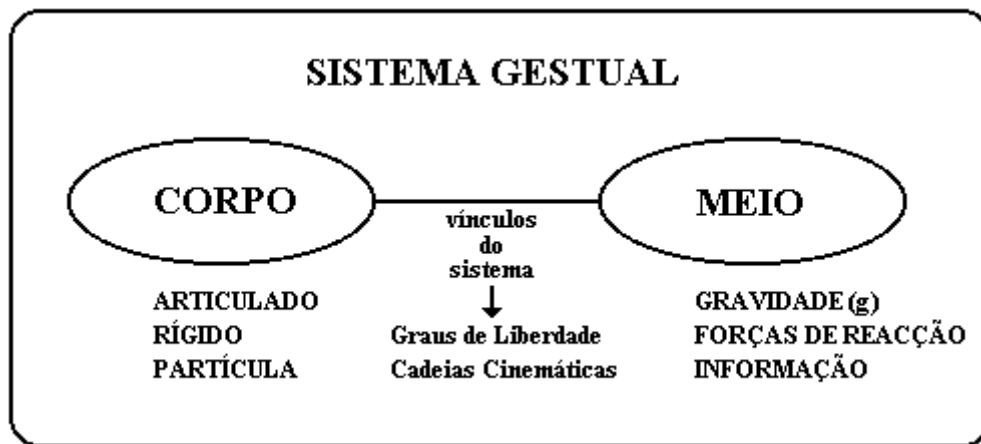 SISTEMA GESTUAL
CORPO
MEIO
vínculos
do
sistema
ARTICULADO
RÍGIDO
PARTÍCULA
Graus de Liberdade
Cadeias Cinemáticas
GRAVIDADE (g)
FORÇAS DE REACÇÃO
INFORMAÇÃO